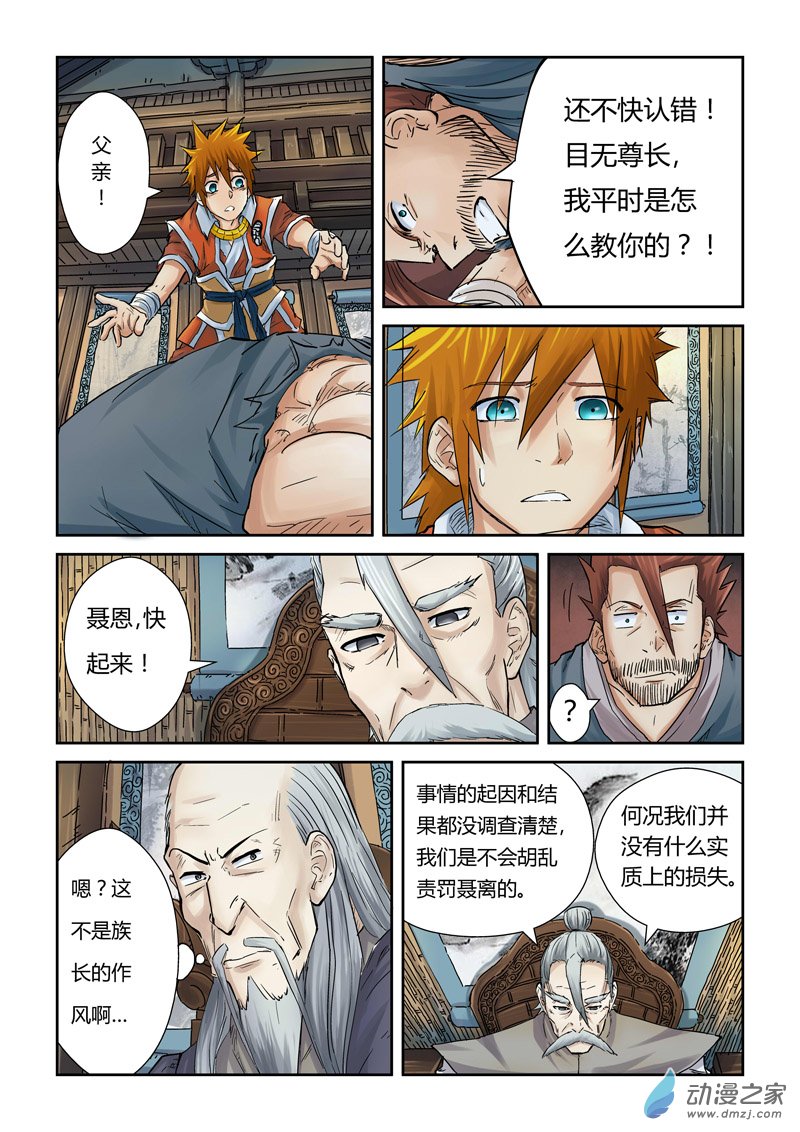 父
亲
！
还不快认错！
目无尊长，
我平时是怎
么教你的？！
聂恩，快
起来！
？
嗯？这
不是族
长的作
风啊...
事情的起因和结
果都没调查清楚，
我们是不会胡乱
责罚聂离的。
何况我们并
没有什么实
质上的损失。
动漫之家
www.dmzj.com